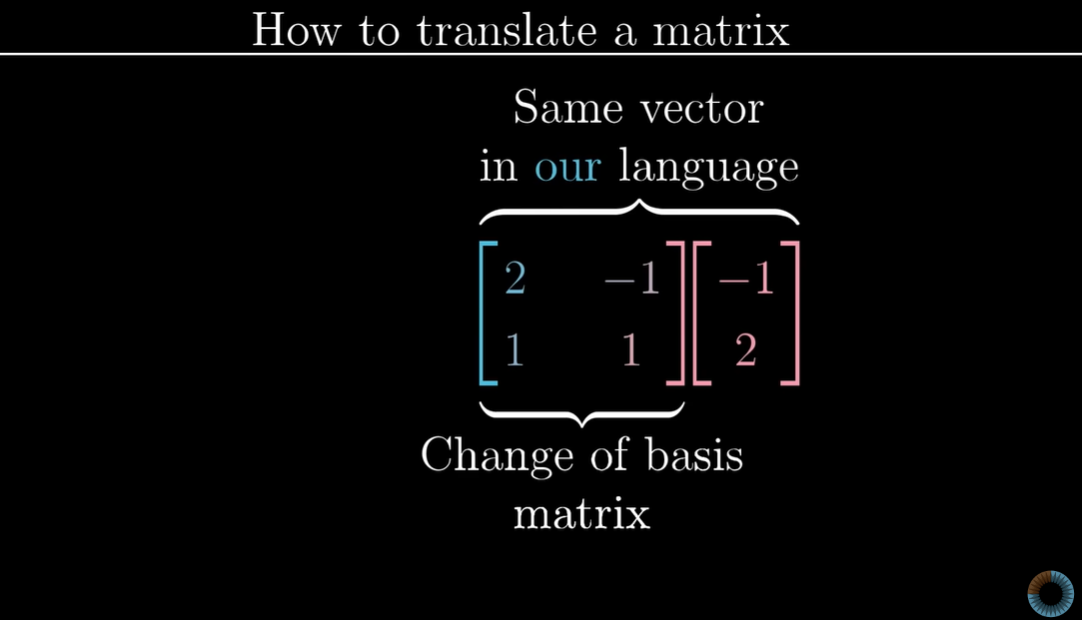 How to translate a matrix
Same vector
in our language
2 −1 −1
1 1 2
Change of basis
matrix